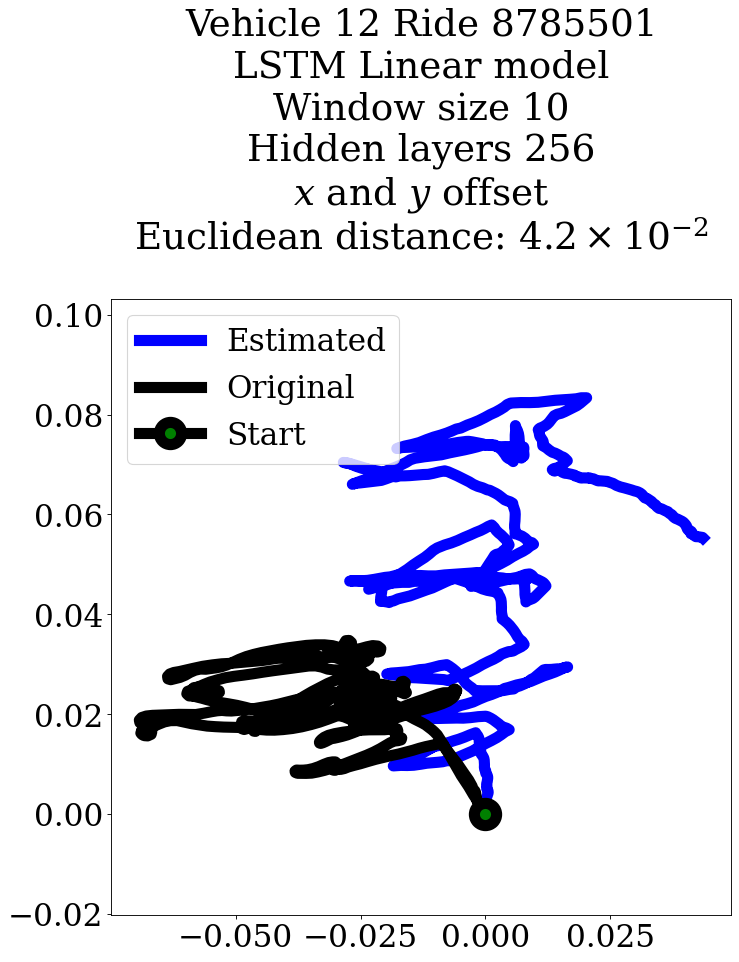 Vehicle 12 Ride 8785501
LSTM Linear model
Window size 10
Hidden layers 256
x and y offset
Euclidean distance: 4.2 × 10⁻²
Estimated
Original
Start
0.10
0.08
0.06
0.04
0.02
0.00
−0.02
−0.050 −0.025 0.000 0.025